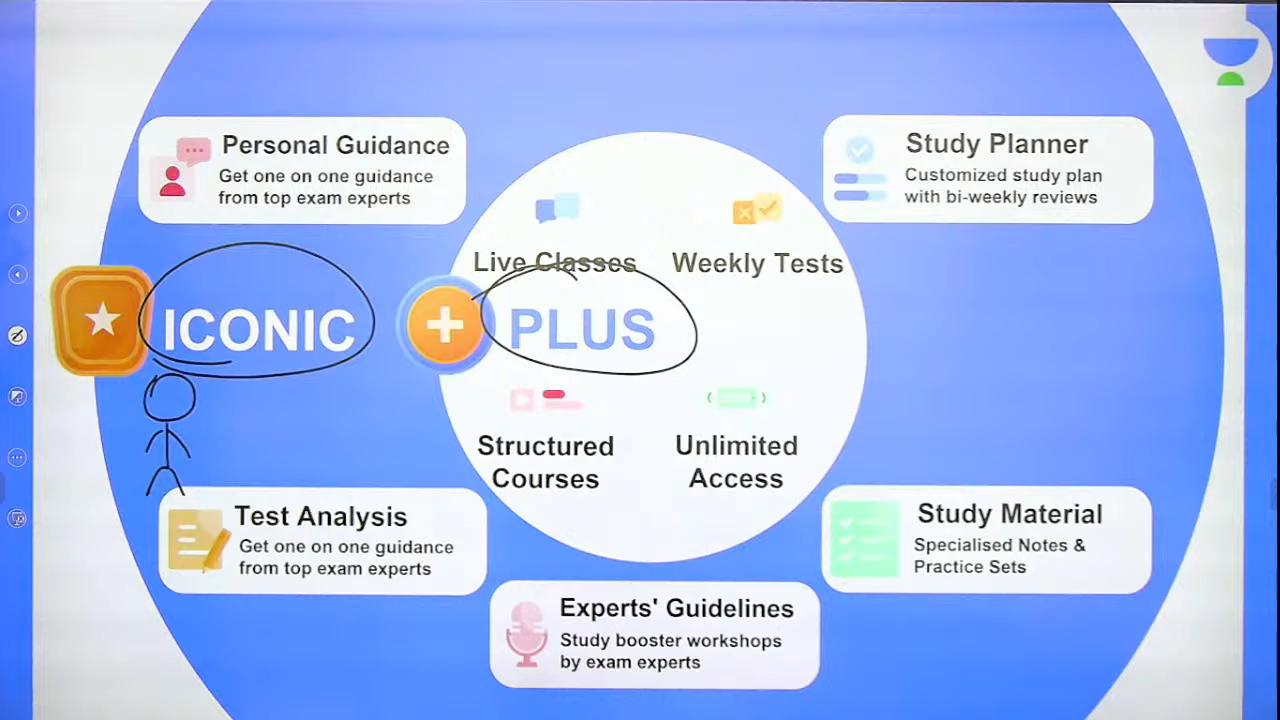 Personal Guidance
Get one on one guidance
from top exam experts
Study Planner
Customized study plan
with bi-weekly reviews
Live Classes
Weekly Tests
ICONIC
PLUS
Structured
Courses
Unlimited
Access
Test Analysis
Get one on one guidance
from top exam experts
Study Material
Specialised Notes &
Practice Sets
Experts' Guidelines
Study booster workshops
by exam experts